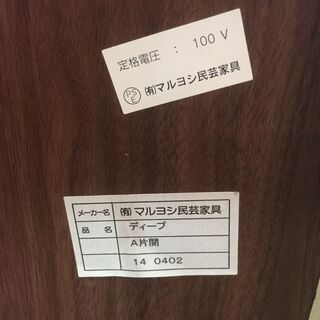 定格電圧 : 100 V
PSE ㈲マルヨシ民芸家具
メーカー名 ㈲マルヨシ民芸家具
品 名 ディープ
A片開
14 0402